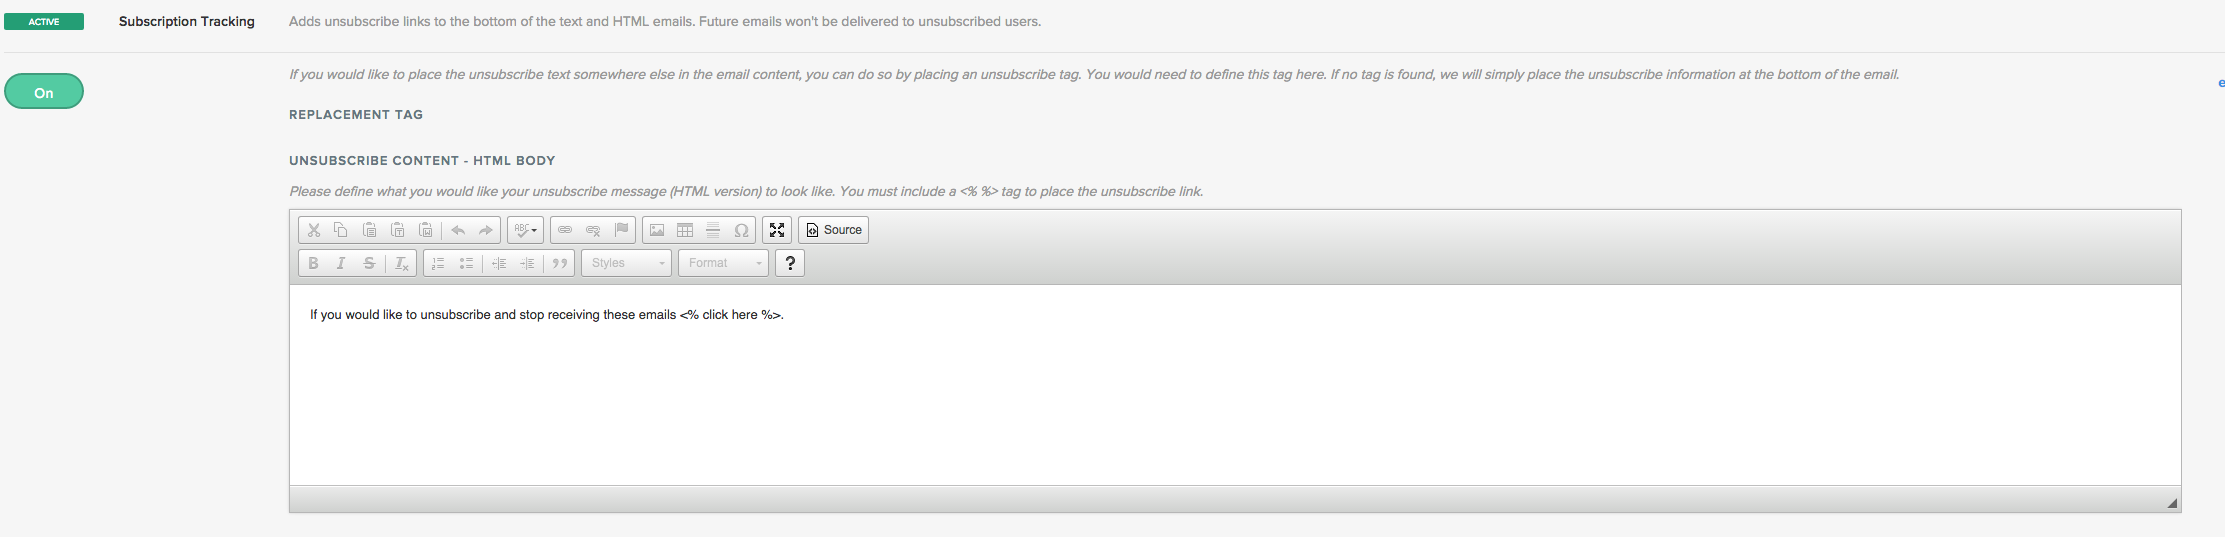 ACTIVE Subscription Tracking Adds unsubscribe links to the bottom of the text and HTML emails. Future emails won't be delivered to unsubscribed users.
On
If you would like to place the unsubscribe text somewhere else in the email content, you can do so by placing an unsubscribe tag. You would need to define this tag here. If no tag is found, we will simply place the unsubscribe information at the bottom of the email.
e
REPLACEMENT TAG
UNSUBSCRIBE CONTENT - HTML BODY
Please define what you would like your unsubscribe message (HTML version) to look like. You must include a <% %> tag to place the unsubscribe link.
ABC Ω Source
B I S Tx Styles Format ?
If you would like to unsubscribe and stop receiving these emails <% click here %>.